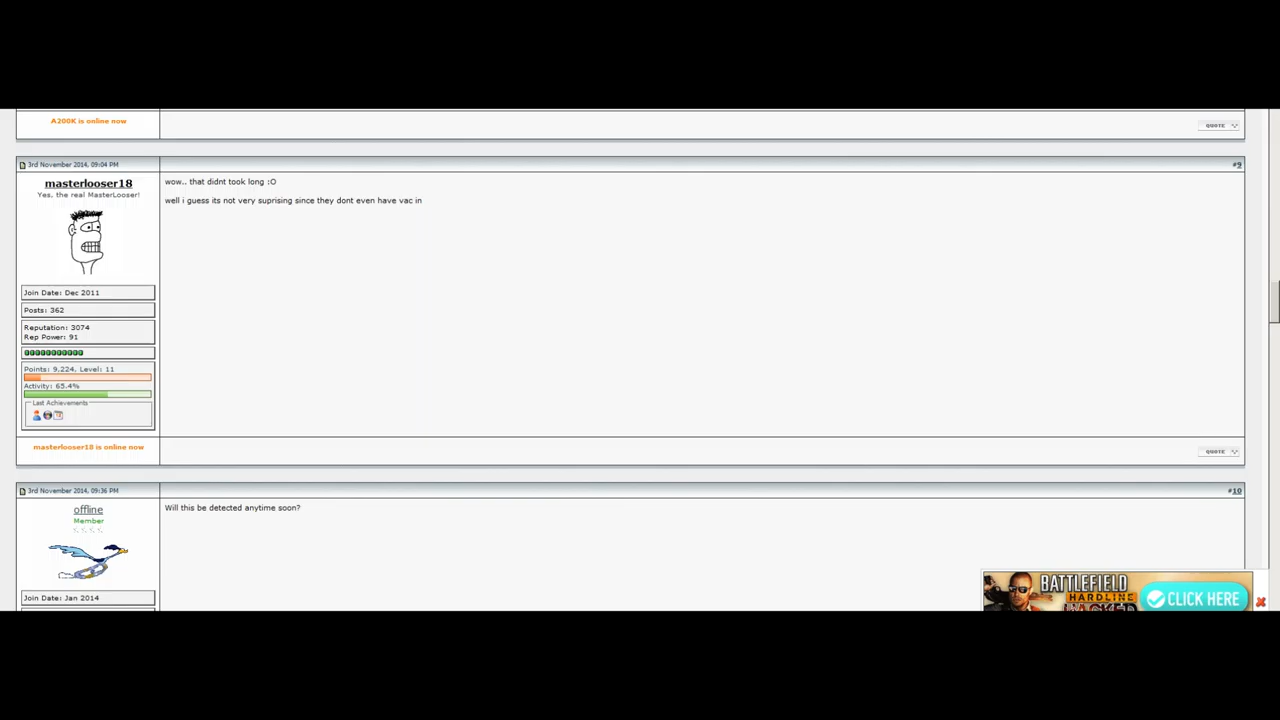 A200K is online now
QUOTE
3rd November 2014, 09:04 PM
#9
masterlooser18
Yes, the real MasterLooser!
wow.. that didnt took long :O
well i guess its not very suprising since they dont even have vac in
Join Date: Dec 2011
Posts: 362
Reputation: 3074
Rep Power: 91
Points: 9,224, Level: 11
Activity: 65.4%
Last Achievements
masterlooser18 is online now
QUOTE
3rd November 2014, 09:36 PM
#10
offline
Member
Will this be detected anytime soon?
Join Date: Jan 2014
BATTLEFIELD
HARDLINE
HACKED
CLICK HERE